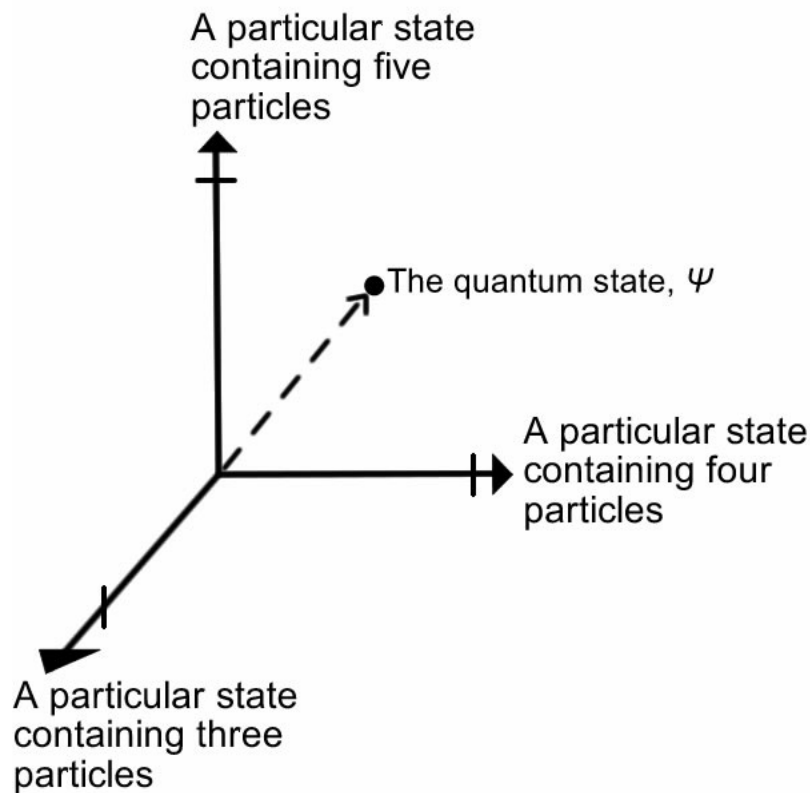 A particular state
containing five
particles
The quantum state, Ψ
A particular state
containing four
particles
A particular state
containing three
particles